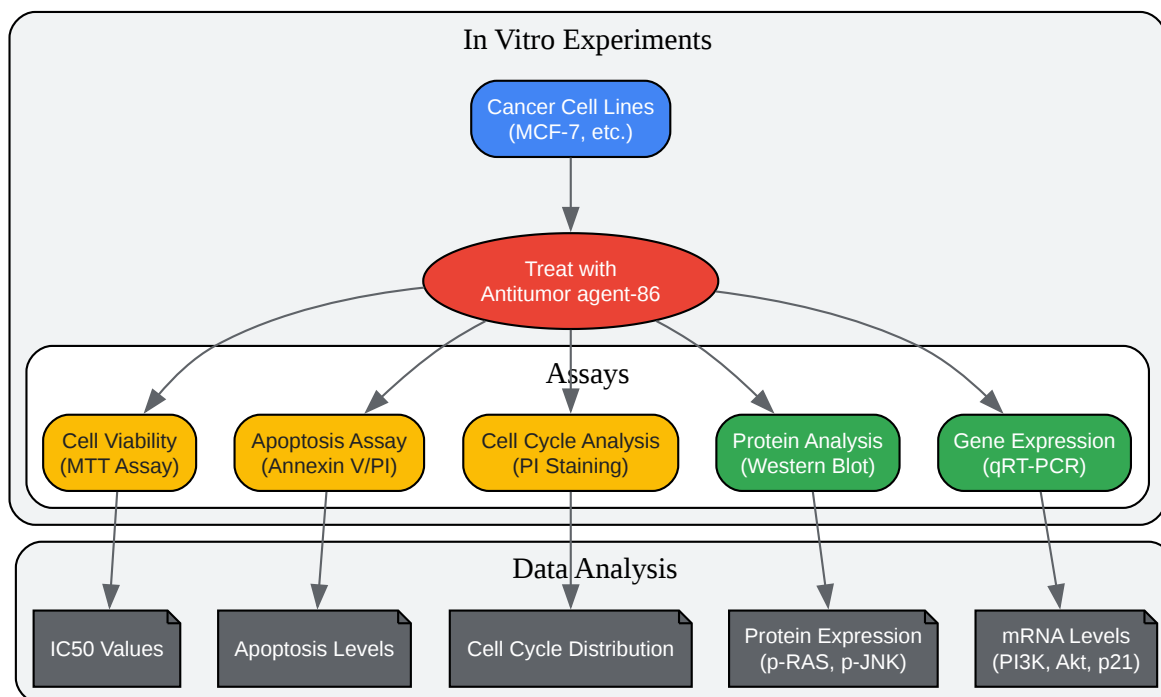 In Vitro Experiments
Cancer Cell Lines
(MCF-7, etc.)
Treat with
Antitumor agent-86
Assays
Cell Viability
(MTT Assay)
Apoptosis Assay
(Annexin V/PI)
Cell Cycle Analysis
(PI Staining)
Protein Analysis
(Western Blot)
Gene Expression
(qRT-PCR)
Data Analysis
IC50 Values
Apoptosis Levels
Cell Cycle Distribution
Protein Expression
(p-RAS, p-JNK)
mRNA Levels
(PI3K, Akt, p21)